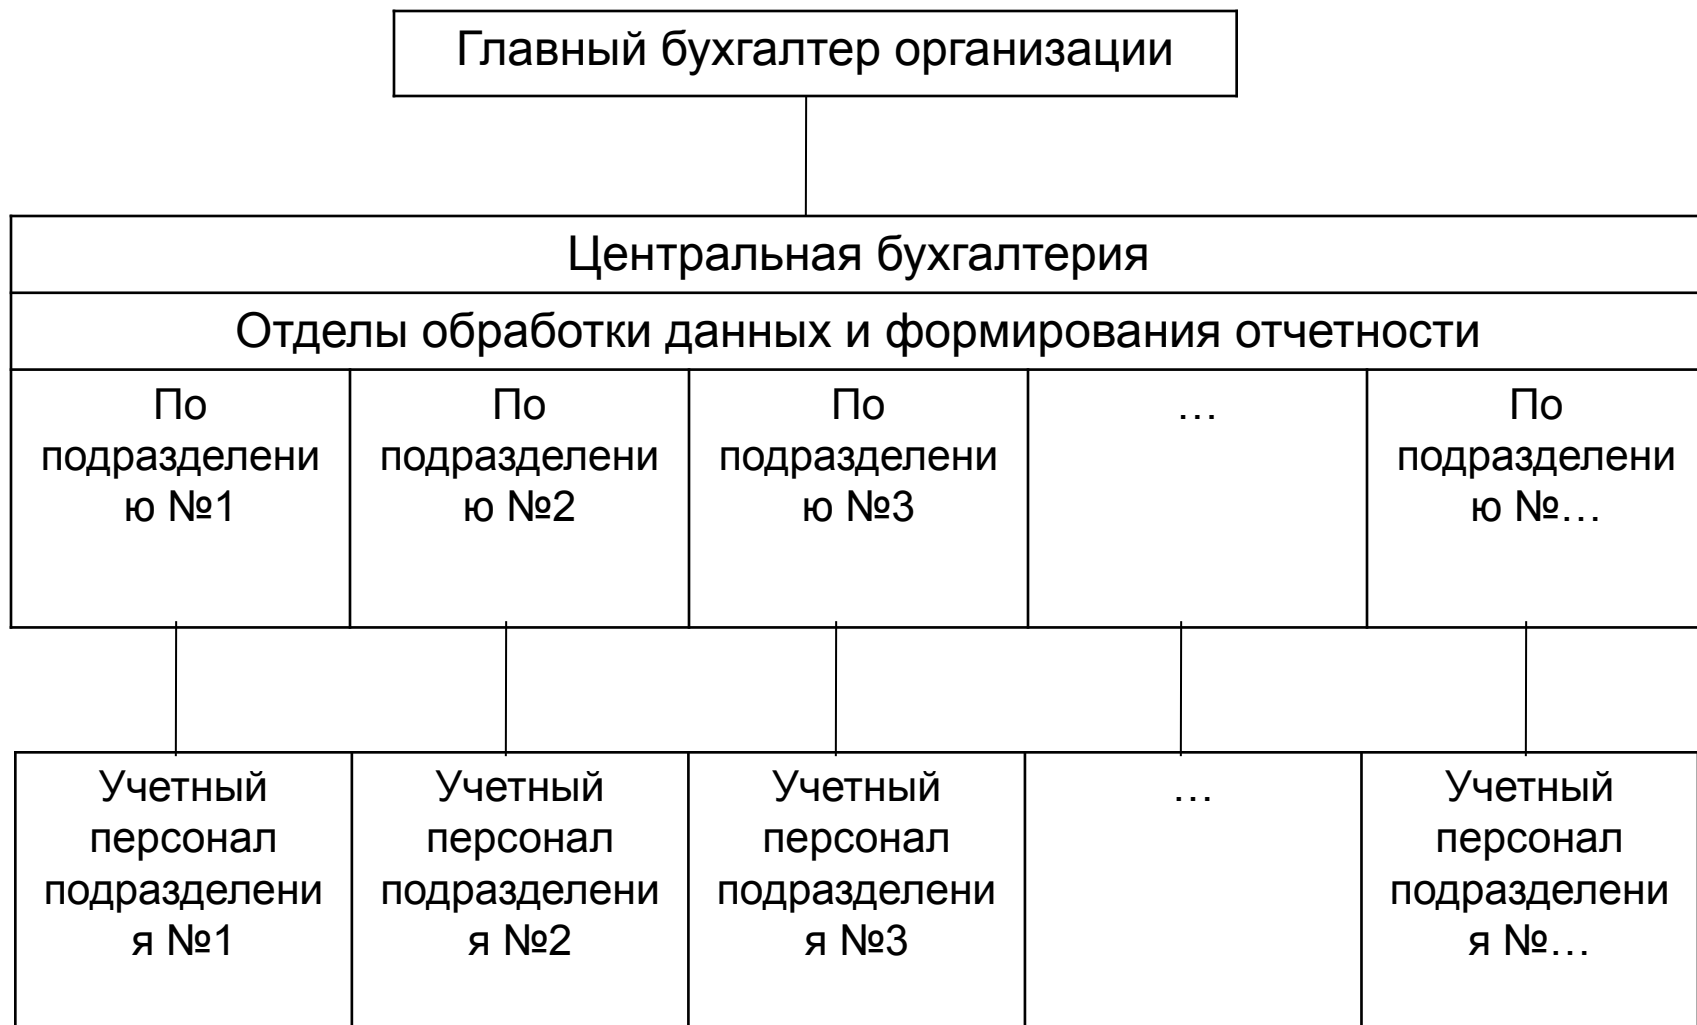 Главный бухгалтер организации
Центральная бухгалтерия
Отделы обработки данных и формирования отчетности
По
подразделени
ю №1
По
подразделени
ю №2
По
подразделени
ю №3
…
По
подразделени
ю №…
Учетный
персонал
подразделени
я №1
Учетный
персонал
подразделени
я №2
Учетный
персонал
подразделени
я №3
…
Учетный
персонал
подразделени
я №…